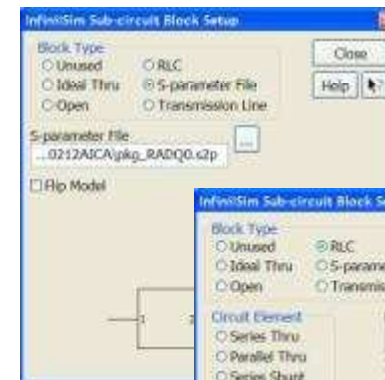 InfiniiSim Sub-circuit Block Setup
Block Type
Unused
RLC
Ideal Thru
S-parameter File
Open
Transmission Line
Close
Help
S-parameter File
...0212AICA\pkg_RADQ0.s2p
...
Flip Model
1
2
InfiniiSim Sub-circuit Block S
Block Type
Unused
RLC
Ideal Thru
S-parame
Open
Transmis
Circuit Element
Series Thru
Parallel Thru
Series Shunt